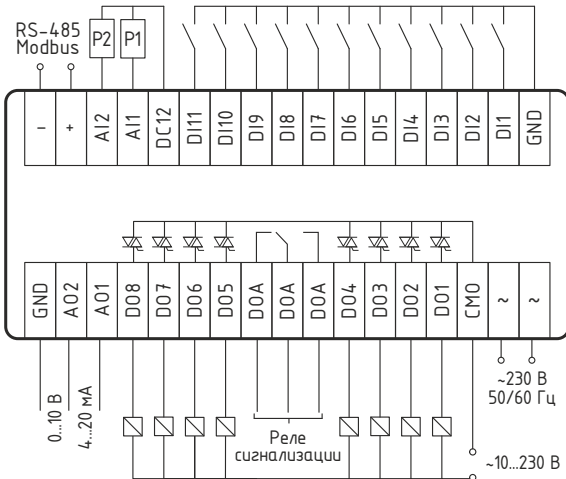 RS-485
Modbus
P2
P1
–
+
AI2
AI1
DC12
DI11
DI10
DI9
DI8
DI7
DI6
DI5
DI4
DI3
DI2
DI1
GND
GND
AO2
AO1
DO8
DO7
DO6
DO5
DOA
DOA
DOA
DO4
DO3
DO2
DO1
CMO
~
~
0...10 В
4...20 мА
Реле
сигнализации
~230 В
50/60 Гц
~10...230 В